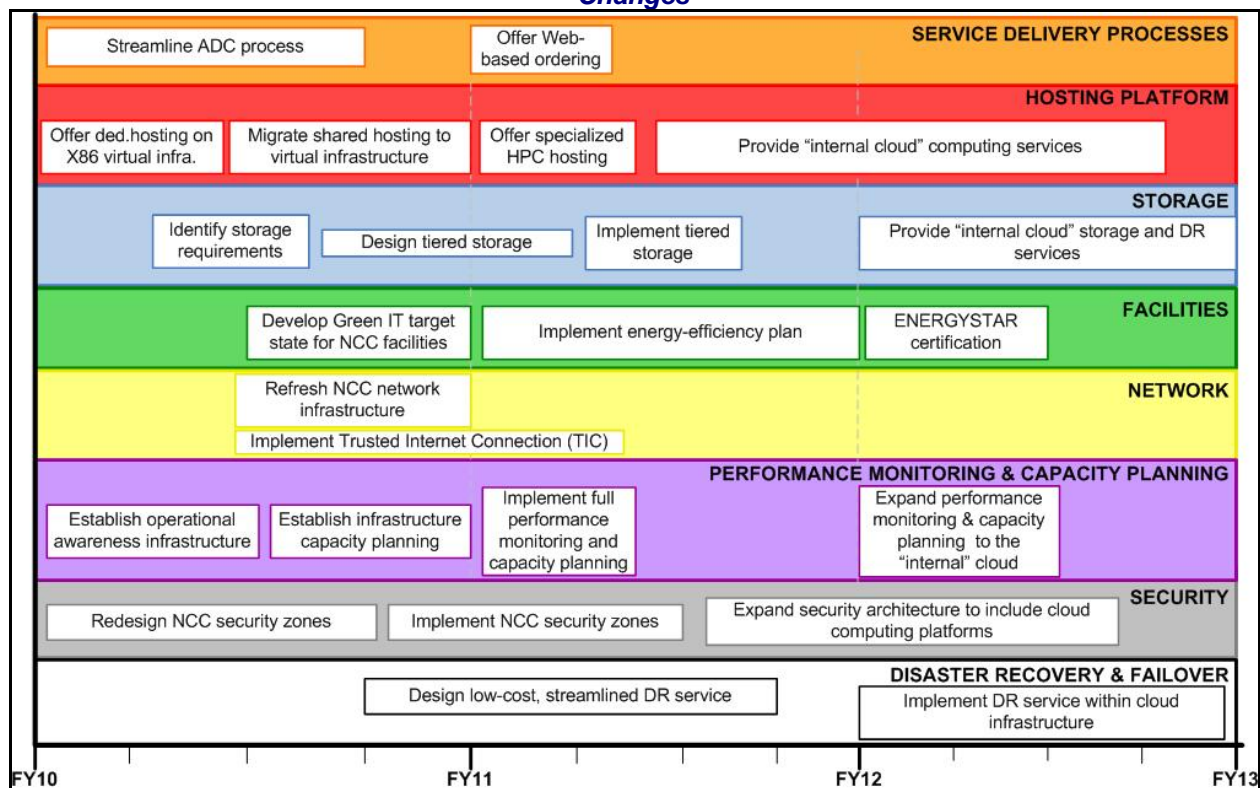 Changes
SERVICE DELIVERY PROCESSES
Streamline ADC process
Offer Web-
based ordering
HOSTING PLATFORM
Offer ded.hosting on
X86 virtual infra.
Migrate shared hosting to
virtual infrastructure
Offer specialized
HPC hosting
Provide “internal cloud” computing services
STORAGE
Identify storage
requirements
Design tiered storage
Implement tiered
storage
Provide “internal cloud” storage and DR
services
FACILITIES
Develop Green IT target
state for NCC facilities
Implement energy-efficiency plan
ENERGYSTAR
certification
NETWORK
Refresh NCC network
infrastructure
Implement Trusted Internet Connection (TIC)
PERFORMANCE MONITORING & CAPACITY PLANNING
Establish operational
awareness infrastructure
Establish infrastructure
capacity planning
Implement full
performance
monitoring and
capacity planning
Expand performance
monitoring & capacity
planning to the
“internal” cloud
SECURITY
Redesign NCC security zones
Implement NCC security zones
Expand security architecture to include cloud
computing platforms
DISASTER RECOVERY & FAILOVER
Design low-cost, streamlined DR service
Implement DR service within cloud
infrastructure
FY10
FY11
FY12
FY13